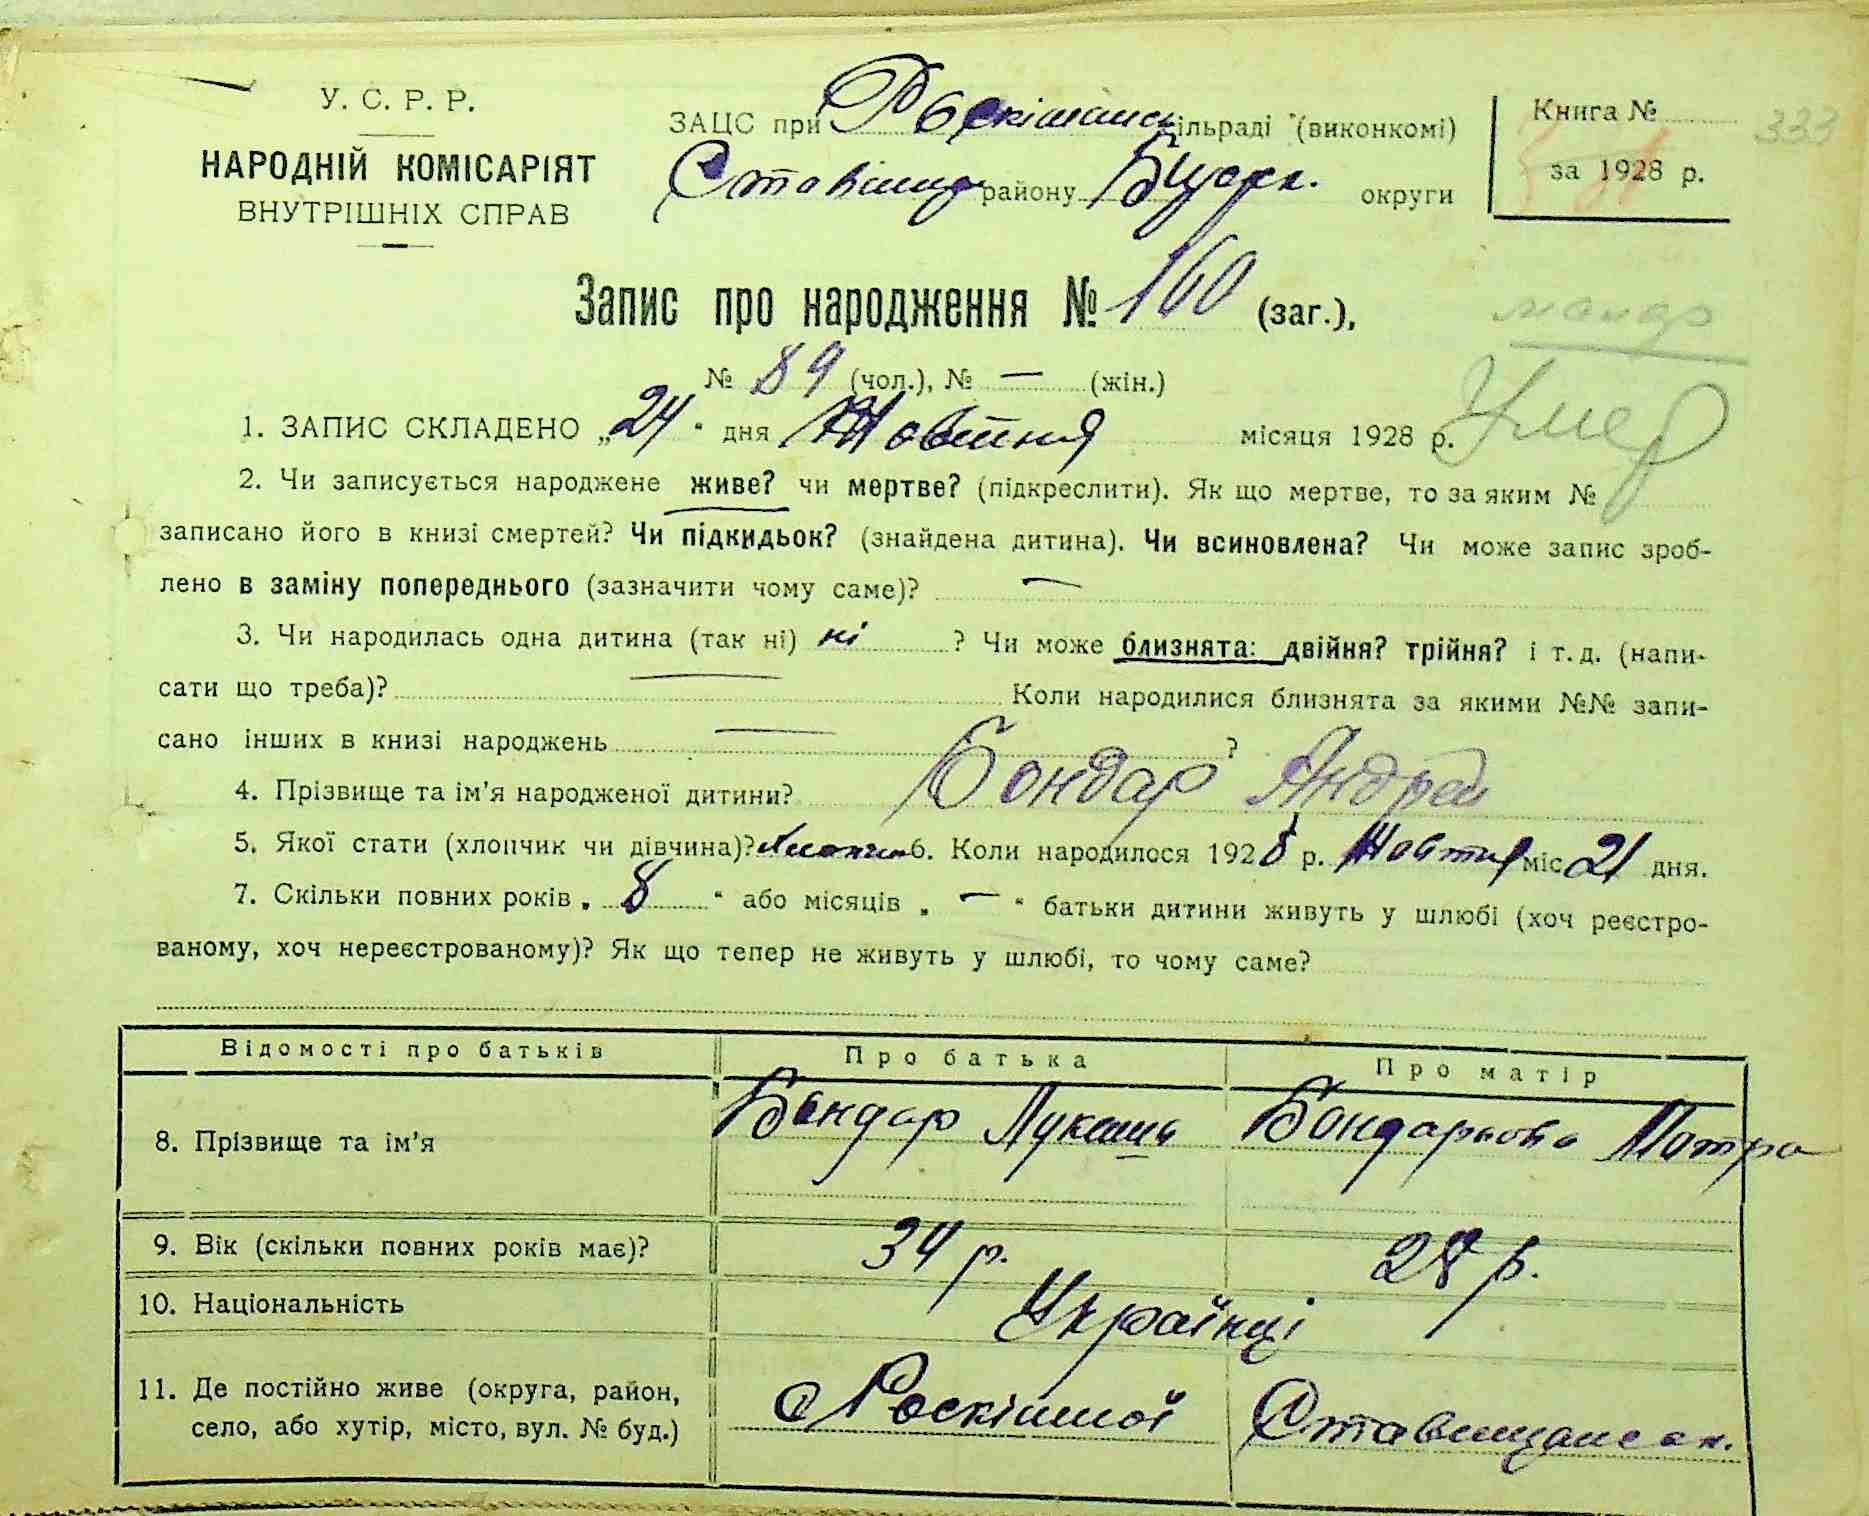 У. С. Р. Р.
НАРОДНІЙ КОМІСАРІЯТ
ВНУТРІШНІХ СПРАВ
ЗАЦС при Роскішанськ сільраді (виконкомі)
Ставищан району Б/Церк. округи
Книга №
за 1928 р.
333
Запис про народження № 160 (заг.),
№ 89 (чол.), № — (жін.)
Умер
1. ЗАПИС СКЛАДЕНО „24" дня Жовтня місяця 1928 р.
2. Чи записується народжене живе? чи мертве? (підкреслити). Як що мертве, то за яким №
записано його в книзі смертей? Чи підкидьок? (знайдена дитина). Чи всиновлена? Чи може запис зроб-
лено в заміну попереднього (зазначити чому саме)? —
3. Чи народилась одна дитина (так ні) ні ? Чи може близнята: двійня? трійня? і т. д. (напи-
сати що треба)? — Коли народилися близнята за якими №№ запи-
сано інших в книзі народжень — ?
4. Прізвище та ім'я народженої дитини? Бондар Андрей
5. Якої стати (хлопчик чи дівчина)? хлопчик 6. Коли народилося 1928 р. Жовтня міс 21 дня.
7. Скільки повних років „ 8 " або місяців „ — " батьки дитини живуть у шлюбі (хоч реєстро-
ваному, хоч нереєстрованому)? Як що тепер не живуть у шлюбі, то чому саме?
Відомості про батьків Про батька Про матір
8. Прізвище та ім'я Бондар Лукаш Бондарьова Мотра
9. Вік (скільки повних років має)? 34 р. 28 р.
10. Національність Українці
11. Де постійно живе (округа, район,
село, або хутір, місто, вул. № буд.) с Роскішної Ставищанськ.